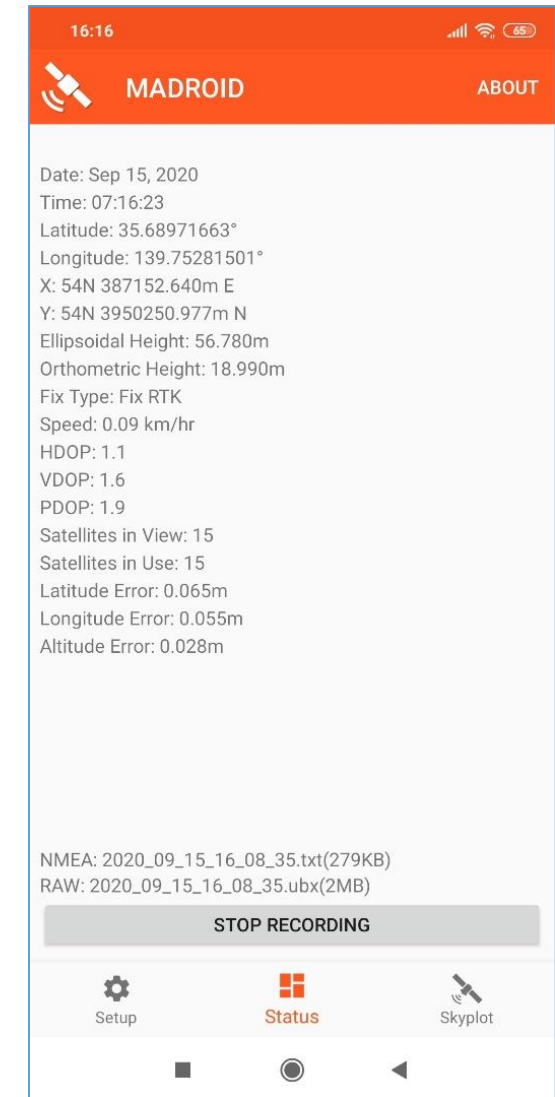 16:16
65
MADROID
ABOUT
Date: Sep 15, 2020
Time: 07:16:23
Latitude: 35.68971663°
Longitude: 139.75281501°
X: 54N 387152.640m E
Y: 54N 3950250.977m N
Ellipsoidal Height: 56.780m
Orthometric Height: 18.990m
Fix Type: Fix RTK
Speed: 0.09 km/hr
HDOP: 1.1
VDOP: 1.6
PDOP: 1.9
Satellites in View: 15
Satellites in Use: 15
Latitude Error: 0.065m
Longitude Error: 0.055m
Altitude Error: 0.028m
NMEA: 2020_09_15_16_08_35.txt(279KB)
RAW: 2020_09_15_16_08_35.ubx(2MB)
STOP RECORDING
Setup
Status
Skyplot